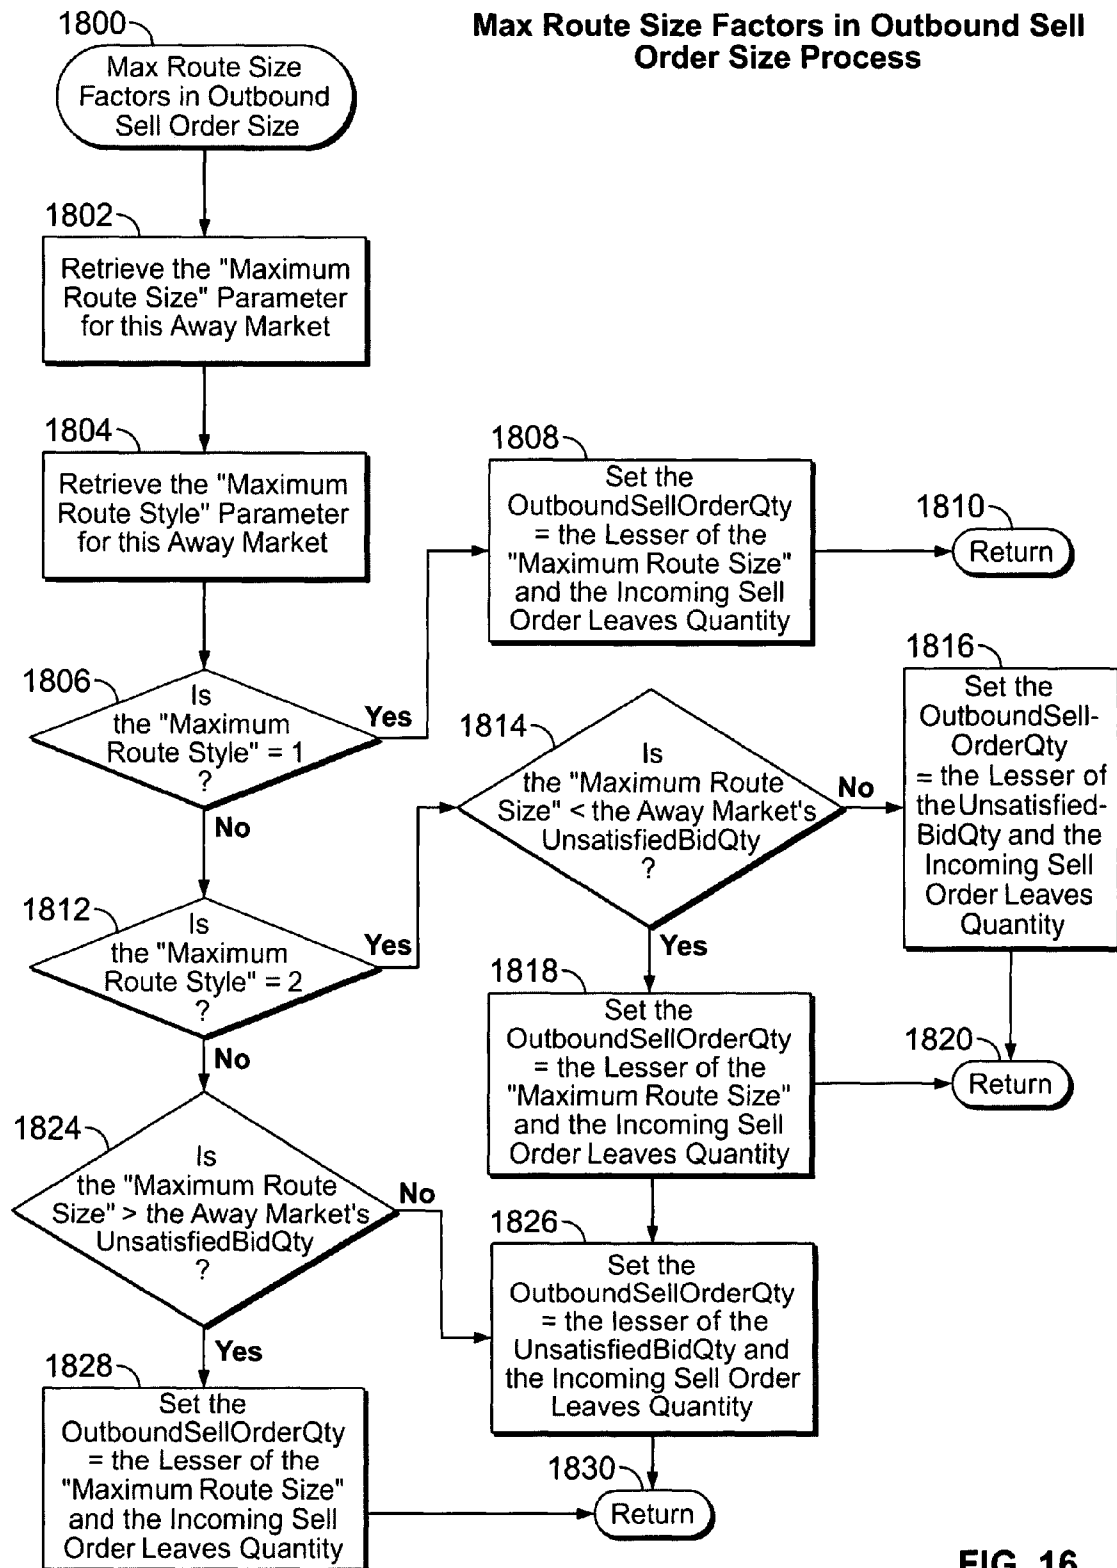 Max Route Size Factors in Outbound Sell
Order Size Process
1800
Max Route Size
Factors in Outbound
Sell Order Size
1802
Retrieve the "Maximum
Route Size" Parameter
for this Away Market
1804
Retrieve the "Maximum
Route Style" Parameter
for this Away Market
1806
Is
the "Maximum
Route Style" = 1
?
Yes
No
1808
Set the
OutboundSellOrderQty
= the Lesser of the
"Maximum Route Size"
and the Incoming Sell
Order Leaves Quantity
1810
Return
1812
Is
the "Maximum
Route Style" = 2
?
Yes
No
1814
Is
the "Maximum Route
Size" < the Away Market's
UnsatisfiedBidQty
?
No
Yes
1816
Set the
OutboundSell-
OrderQty
= the Lesser of
the Unsatisfied-
BidQty and the
Incoming Sell
Order Leaves
Quantity
1818
Set the
OutboundSellOrderQty
= the Lesser of the
"Maximum Route Size"
and the Incoming Sell
Order Leaves Quantity
1820
Return
1824
Is
the "Maximum Route
Size" > the Away Market's
UnsatisfiedBidQty
?
No
Yes
1826
Set the
OutboundSellOrderQty
= the lesser of the
UnsatisfiedBidQty and
the Incoming Sell Order
Leaves Quantity
1828
Set the
OutboundSellOrderQty
= the Lesser of the
"Maximum Route Size"
and the Incoming Sell
Order Leaves Quantity
1830
Return
FIG. 16